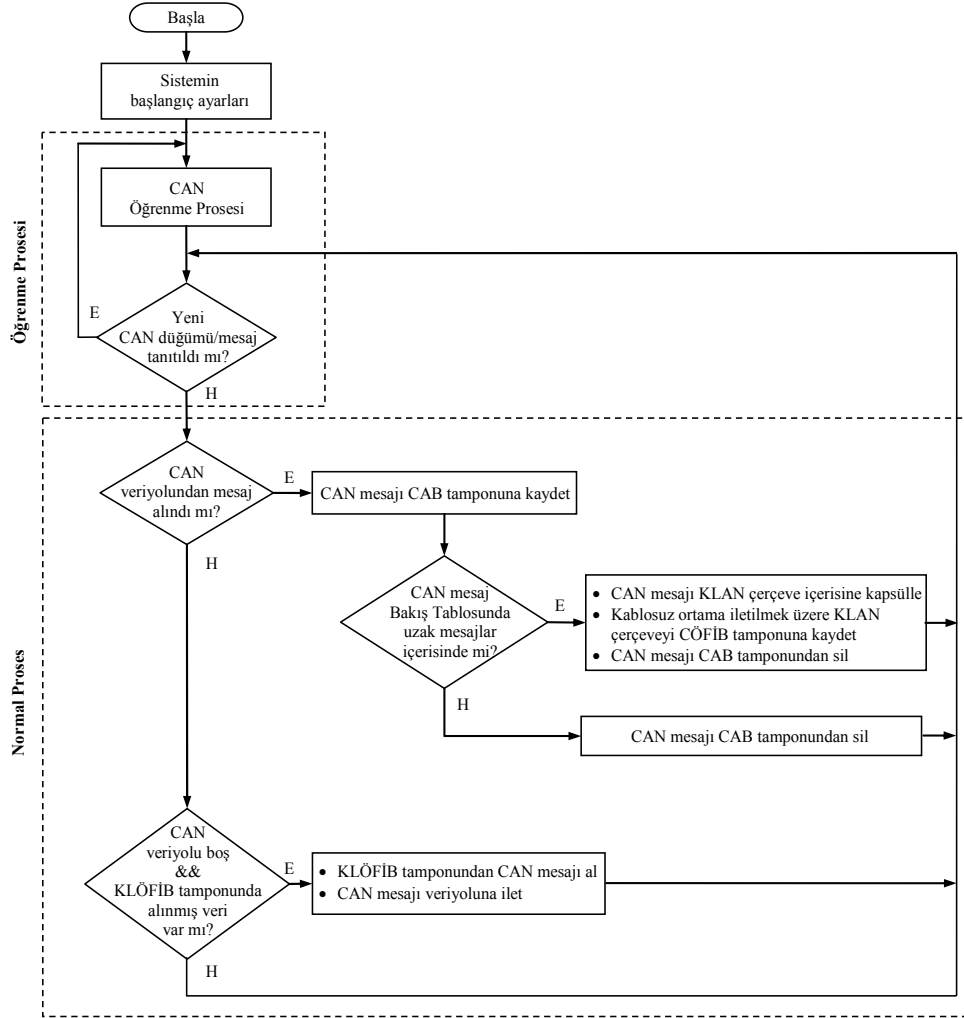 Başla
Sistemin
başlangıç ayarları
Öğrenme Prosesi
CAN
Öğrenme Prosesi
E
Yeni
CAN düğümü/mesaj
tanıtıldı mı?
H
Normal Proses
CAN
veriyolundan mesaj
alındı mı?
E
CAN mesajı CAB tamponuna kaydet
H
CAN mesaj
Bakış Tablosunda
uzak mesajlar
içerisinde mi?
E
• CAN mesajı KLAN çerçeve içerisine kapsülle
• Kablosuz ortama iletilmek üzere KLAN
çerçeveyi CÖFİB tamponuna kaydet
• CAN mesajı CAB tamponundan sil
H
CAN mesajı CAB tamponundan sil
CAN
veriyolu boş
&&
KLÖFİB tamponunda
alınmış veri
var mı?
E
• KLÖFİB tamponundan CAN mesajı al
• CAN mesajı veriyoluna ilet
H